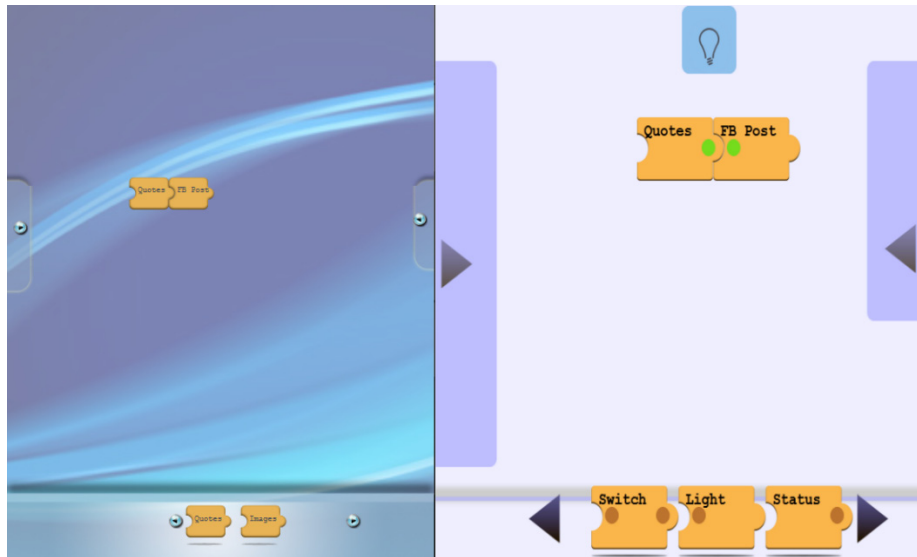 Quotes FB Post
Quotes Images
Quotes FB Post
Switch Light Status